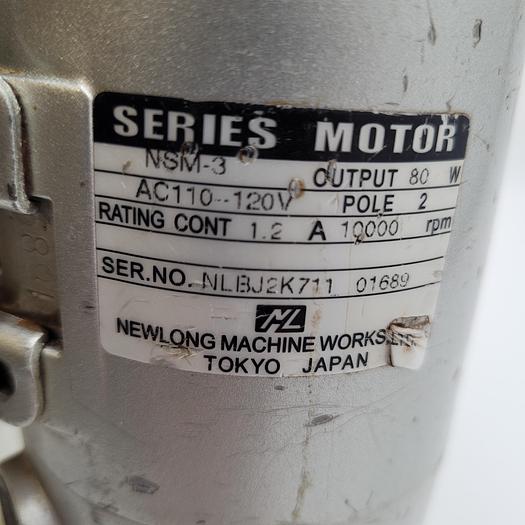 SERIES MOTOR
NSM-3 OUTPUT 80 W
AC110--120V POLE 2
RATING CONT 1.2 A 10000 rpm
SER.NO. NLBJ2K711 01689
NL
NEWLONG MACHINE WORKS
TOKYO JAPAN